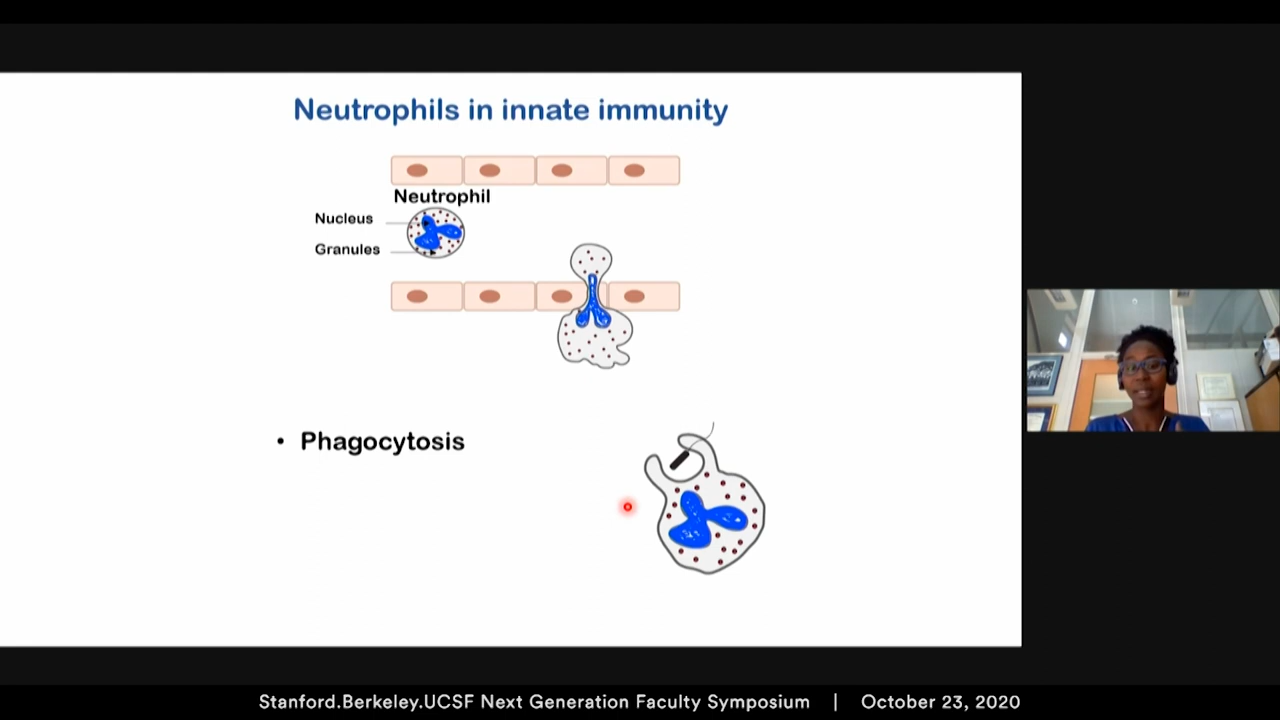 Neutrophils in innate immunity
Neutrophil
Nucleus
Granules
• Phagocytosis
Stanford.Berkeley.UCSF Next Generation Faculty Symposium | October 23, 2020